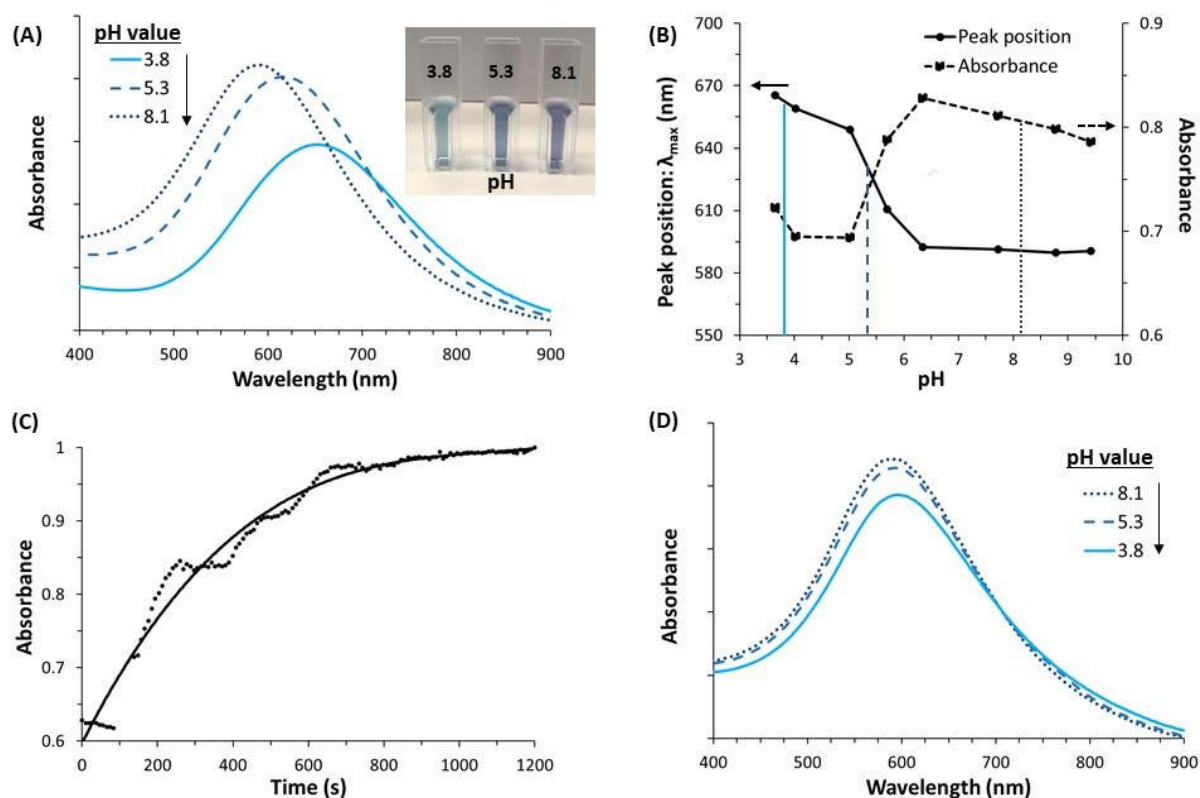 (A)
pH value
3.8
5.3
8.1
3.8 5.3 8.1
pH
Absorbance
400 500 600 700 800 900
Wavelength (nm)
(B)
Peak position
Absorbance
700
670
640
610
580
550
Peak position: λmax (nm)
0.9
0.8
0.7
0.6
Absorbance
3 4 5 6 7 8 9 10
pH
(C)
1
0.9
0.8
0.7
0.6
Absorbance
0 200 400 600 800 1000 1200
Time (s)
(D)
pH value
8.1
5.3
3.8
Absorbance
400 500 600 700 800 900
Wavelength (nm)